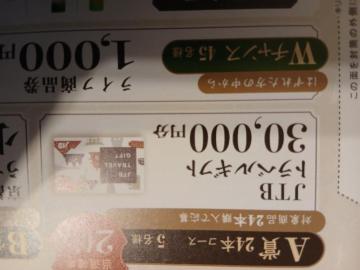 A賞 24本コース 5名様
対象商品24本購入で応募
JTB
トラベルギフト
30,000円分
JTB
TRAVEL
GIFT
はずれた方の中から
Wチャンス 45名様
ライフ商品券
1,000円